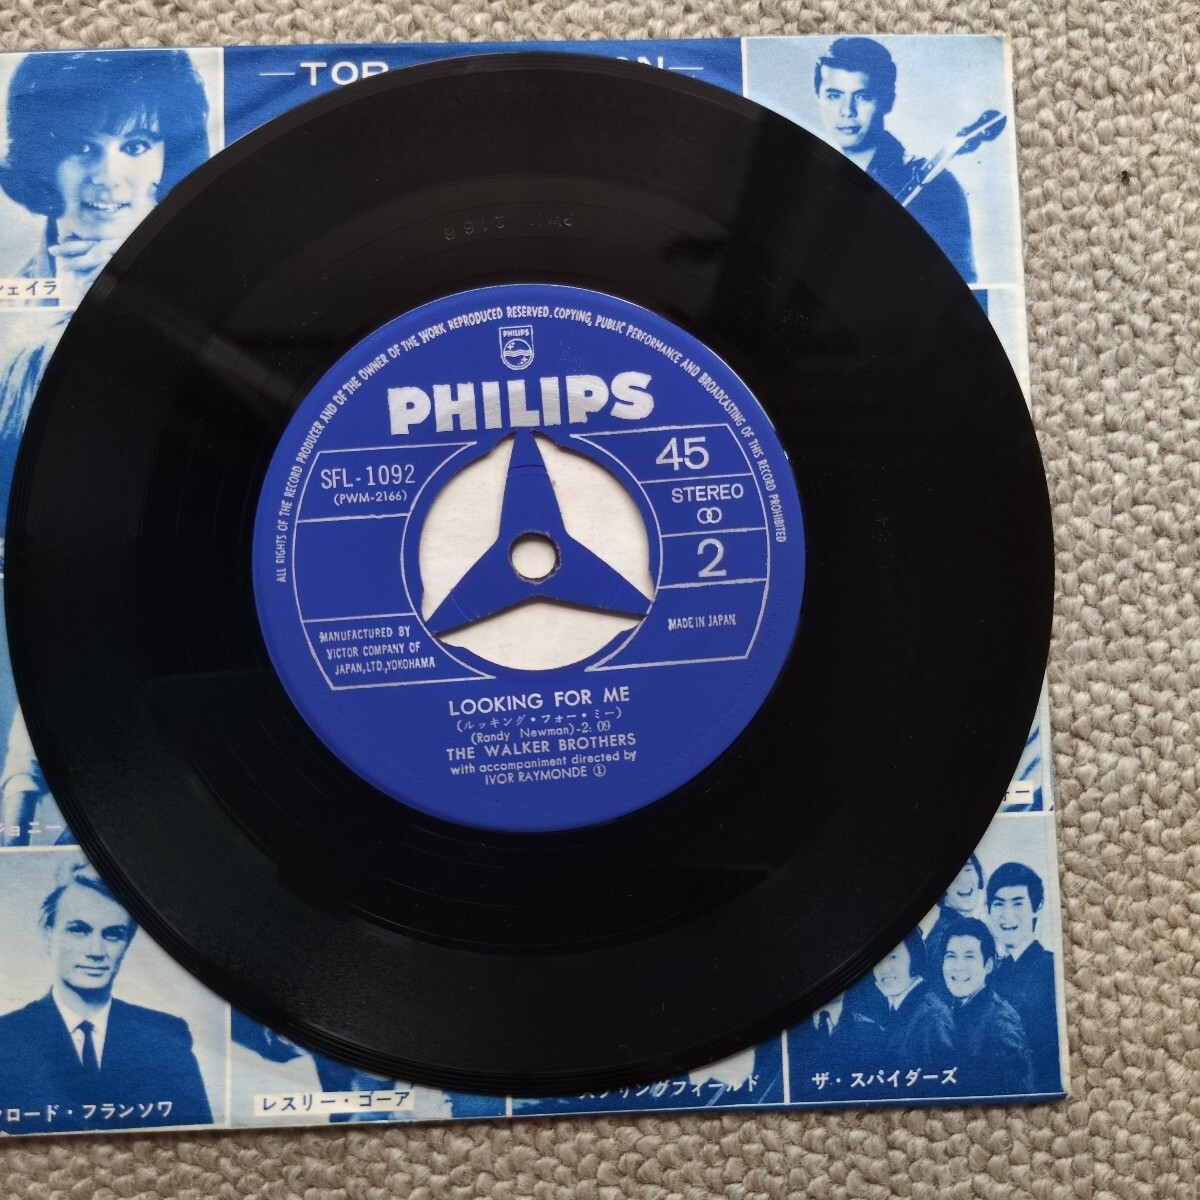 ALL RIGHTS OF THE RECORD PRODUCER AND OF THE OWNER OF THE WORK REPRODUCED RESERVED. COPYING, PUBLIC PERFORMANCE AND BROADCASTING OF THIS RECORD PROHIBITED
PHILIPS
PHILIPS
SFL-1092
(PWM-2166)
45
STEREO
2
MANUFACTURED BY
VICTOR COMPANY OF
JAPAN, LTD., YOKOHAMA
MADE IN JAPAN
LOOKING FOR ME
(ルッキング・フォー・ミー)
(Randy Newman)-2:09
THE WALKER BROTHERS
with accompaniment directed by
IVOR RAYMONDE ①
ェイラ
ョニー
ロード・フランソワ
レスリー・ゴーア
スプリングフィールド
ザ・スパイダーズ